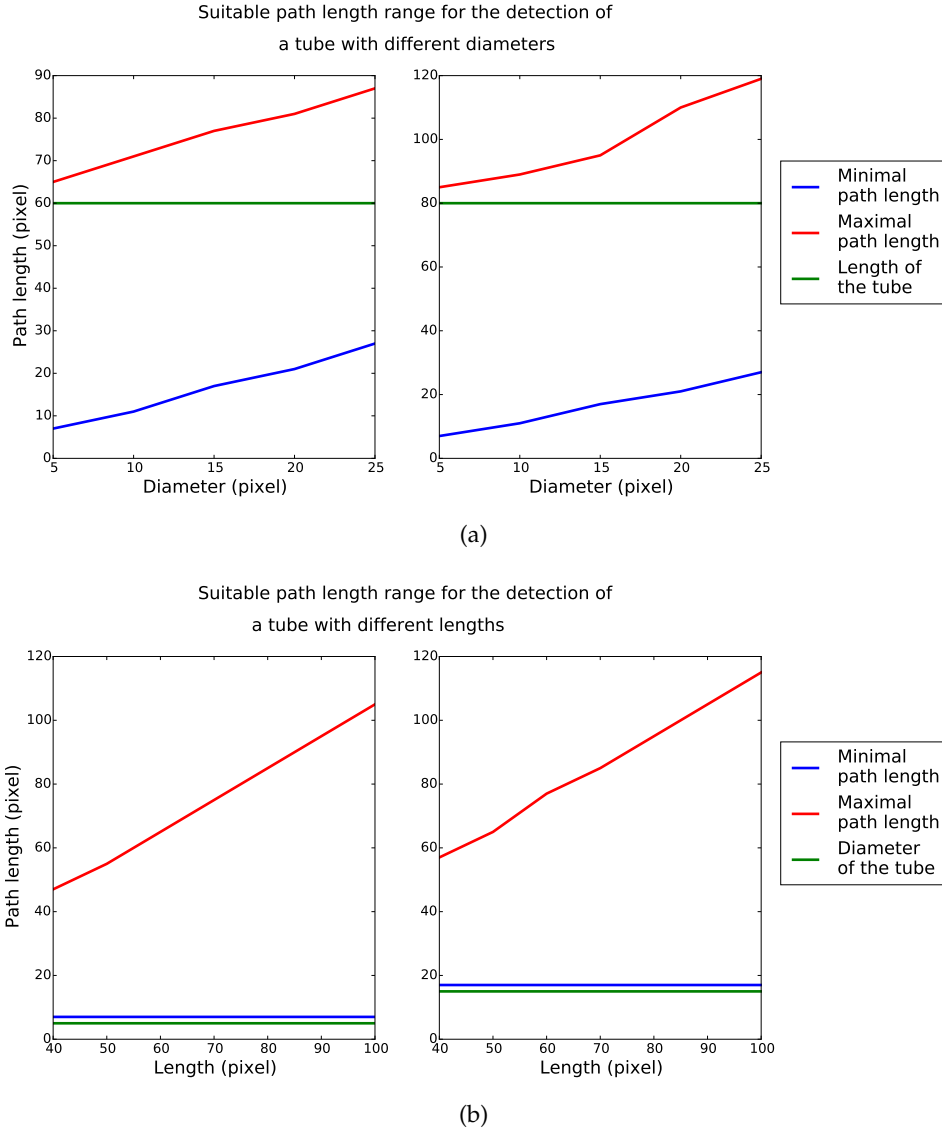 Suitable path length range for the detection of
a tube with different diameters
90
80
70
60
50
40
30
20
10
0
Path length (pixel)
5 10 15 20 25
Diameter (pixel)
120
100
80
60
40
20
0
5 10 15 20 25
Diameter (pixel)
Minimal
path length
Maximal
path length
Length of
the tube
(a)
Suitable path length range for the detection of
a tube with different lengths
120
100
80
60
40
20
0
Path length (pixel)
40 50 60 70 80 90 100
Length (pixel)
120
100
80
60
40
20
0
40 50 60 70 80 90 100
Length (pixel)
Minimal
path length
Maximal
path length
Diameter
of the tube
(b)